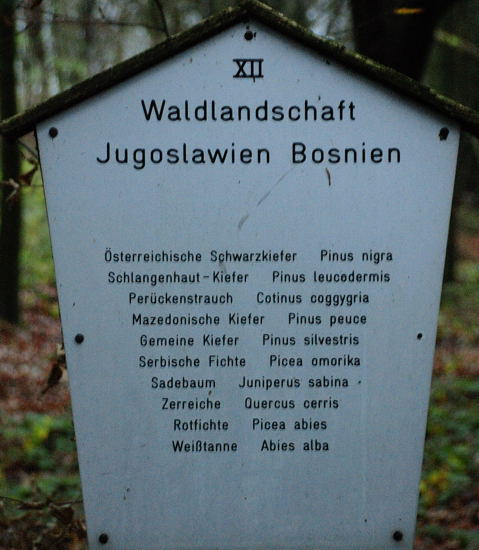 XII
Waldlandschaft
Jugoslawien Bosnien
Österreichische Schwarzkiefer Pinus nigra
Schlangenhaut-Kiefer Pinus leucodermis
Perückenstrauch Cotinus coggygria
Mazedonische Kiefer Pinus peuce
Gemeine Kiefer Pinus silvestris
Serbische Fichte Picea omorika
Sadebaum Juniperus sabina
Zerreiche Quercus cerris
Rotfichte Picea abies
Weißtanne Abies alba